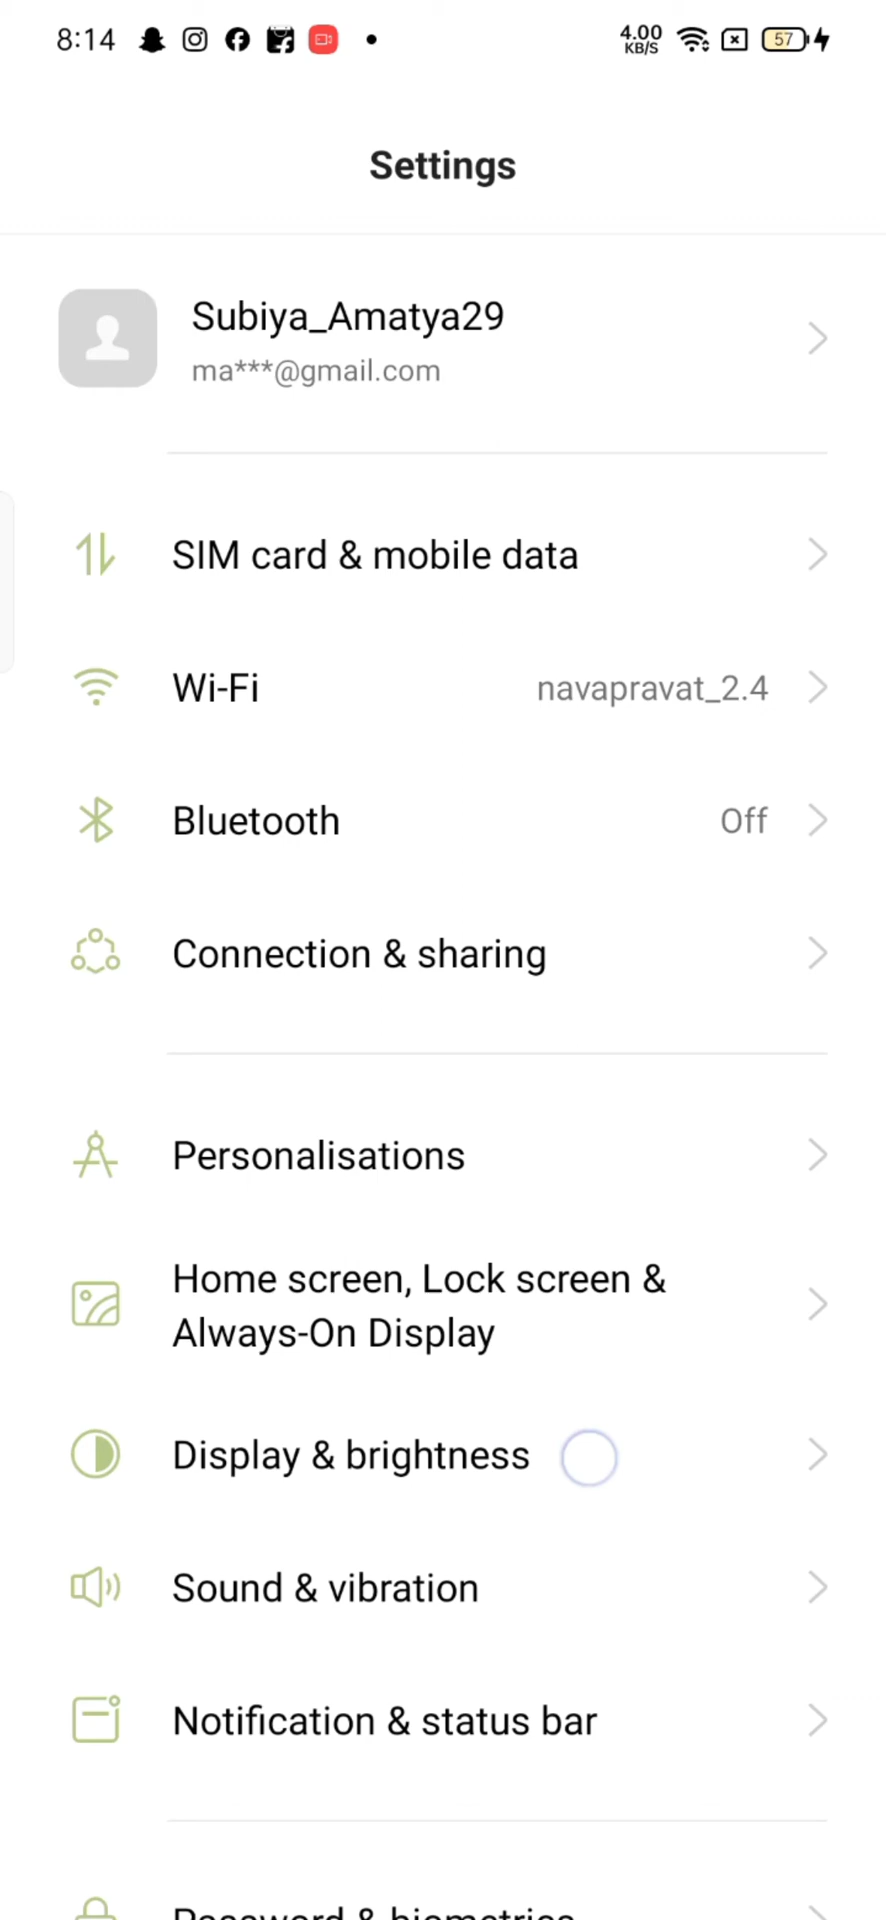 8:14
4.00
KB/S
57
Settings
Subiya_Amatya29
ma***@gmail.com
SIM card & mobile data
Wi-Fi
navapravat_2.4
Bluetooth
Off
Connection & sharing
Personalisations
Home screen, Lock screen &
Always-On Display
Display & brightness
Sound & vibration
Notification & status bar
Password & biometrics